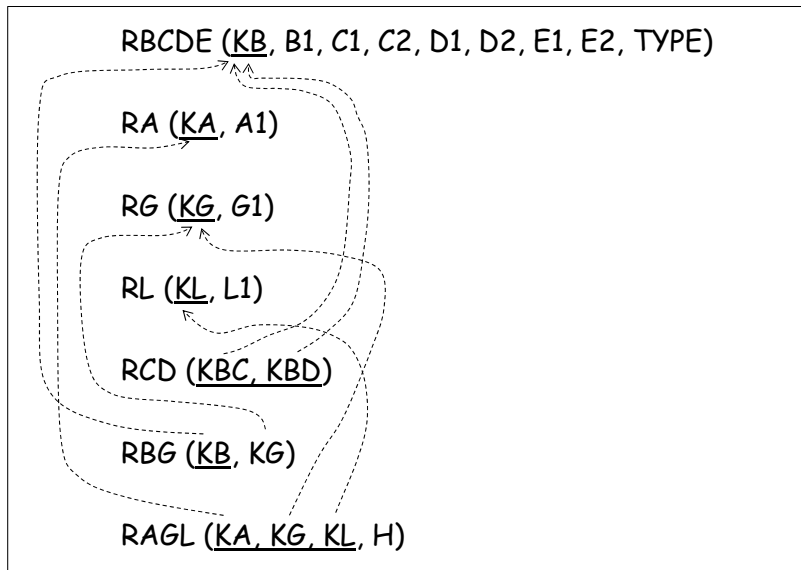 RBCDE (KB, B1, C1, C2, D1, D2, E1, E2, TYPE)
RA (KA, A1)
RG (KG, G1)
RL (KL, L1)
RCD (KBC, KBD)
RBG (KB, KG)
RAGL (KA, KG, KL, H)